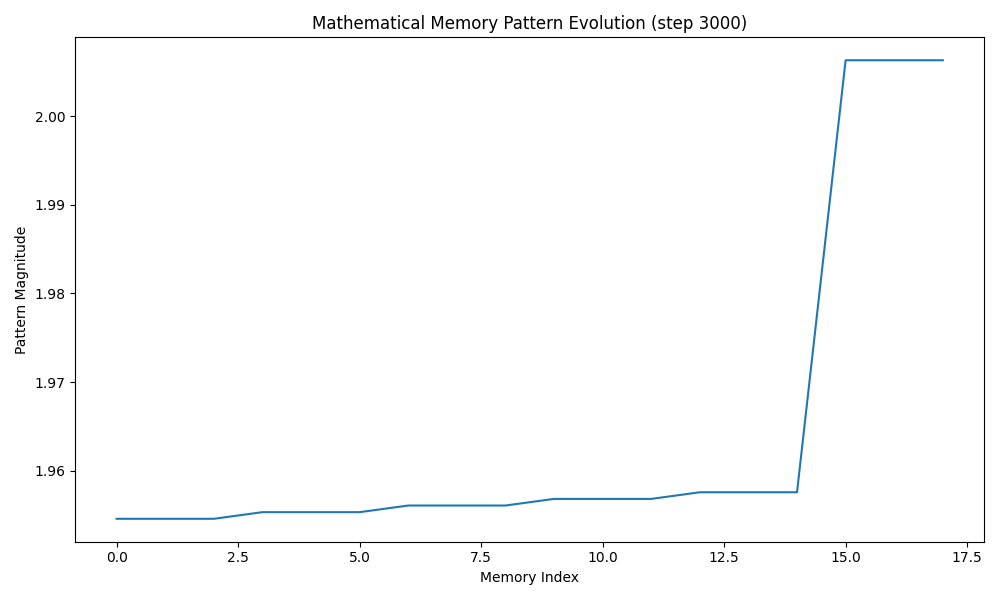 Mathematical Memory Pattern Evolution (step 3000)
Pattern Magnitude
2.00
1.99
1.98
1.97
1.96
0.0 2.5 5.0 7.5 10.0 12.5 15.0 17.5
Memory Index